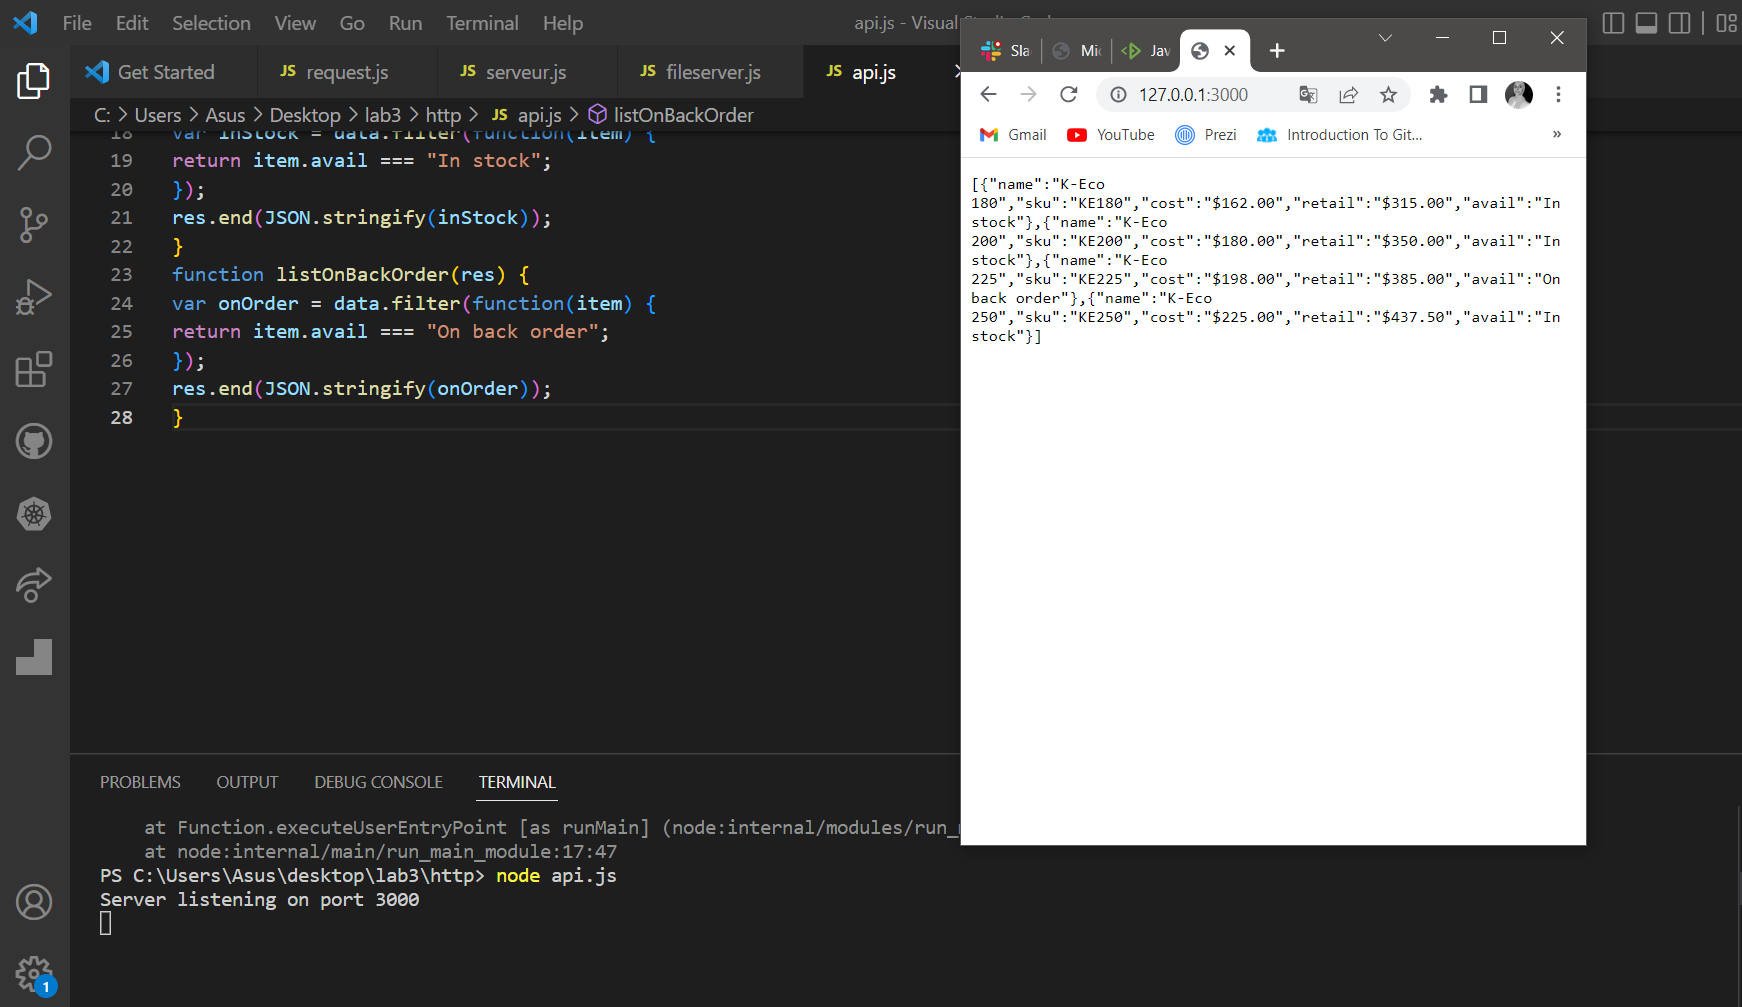 File Edit Selection View Go Run Terminal Help
api.js - Visual
Get Started
JS request.js
JS serveur.js
JS fileserver.js
JS api.js
C: > Users > Asus > Desktop > lab3 > http > JS api.js > listOnBackOrder
18 var inStock = data.filter(function(item) {
19 return item.avail === "In stock";
20 });
21 res.end(JSON.stringify(inStock));
22 }
23 function listOnBackOrder(res) {
24 var onOrder = data.filter(function(item) {
25 return item.avail === "On back order";
26 });
27 res.end(JSON.stringify(onOrder));
28 }
PROBLEMS OUTPUT DEBUG CONSOLE TERMINAL
at Function.executeUserEntryPoint [as runMain] (node:internal/modules/run_
at node:internal/main/run_main_module:17:47
PS C:\Users\Asus\desktop\lab3\http> node api.js
Server listening on port 3000
1
Sla
Mic
Jav
127.0.0.1:3000
Gmail YouTube Prezi Introduction To Git... »
[{"name":"K-Eco
180","sku":"KE180","cost":"$162.00","retail":"$315.00","avail":"In
stock"},{"name":"K-Eco
200","sku":"KE200","cost":"$180.00","retail":"$350.00","avail":"In
stock"},{"name":"K-Eco
225","sku":"KE225","cost":"$198.00","retail":"$385.00","avail":"On
back order"},{"name":"K-Eco
250","sku":"KE250","cost":"$225.00","retail":"$437.50","avail":"In
stock"}]